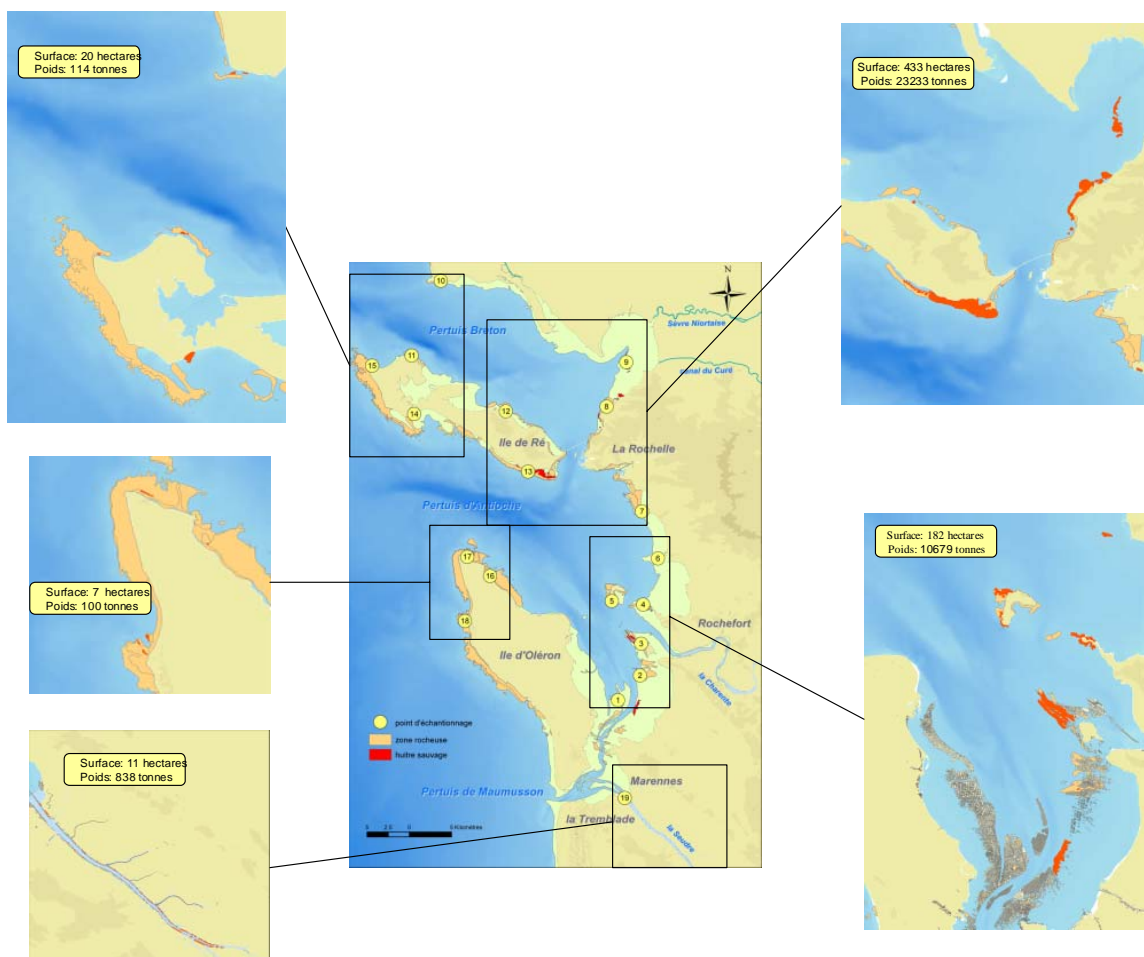 Surface: 20 hectares
Poids: 114 tonnes
Surface: 433 hectares
Poids: 23233 tonnes
N
10
Pertuis Breton
Sèvre Niortaise
canal du Curé
9
15
11
8
12
14
Ile de Ré
La Rochelle
13
Pertuis d'Antioche
7
Surface: 7 hectares
Poids: 100 tonnes
17
16
18
6
5
4
Rochefort
3
Ile d'Oléron
2
la Charente
1
point d'échantionnage
zone rocheuse
huitre sauvage
Surface: 182 hectares
Poids: 10679 tonnes
Surface: 11 hectares
Poids: 838 tonnes
Marennes
Pertuis de Maumusson
19
la Tremblade
la Seudre